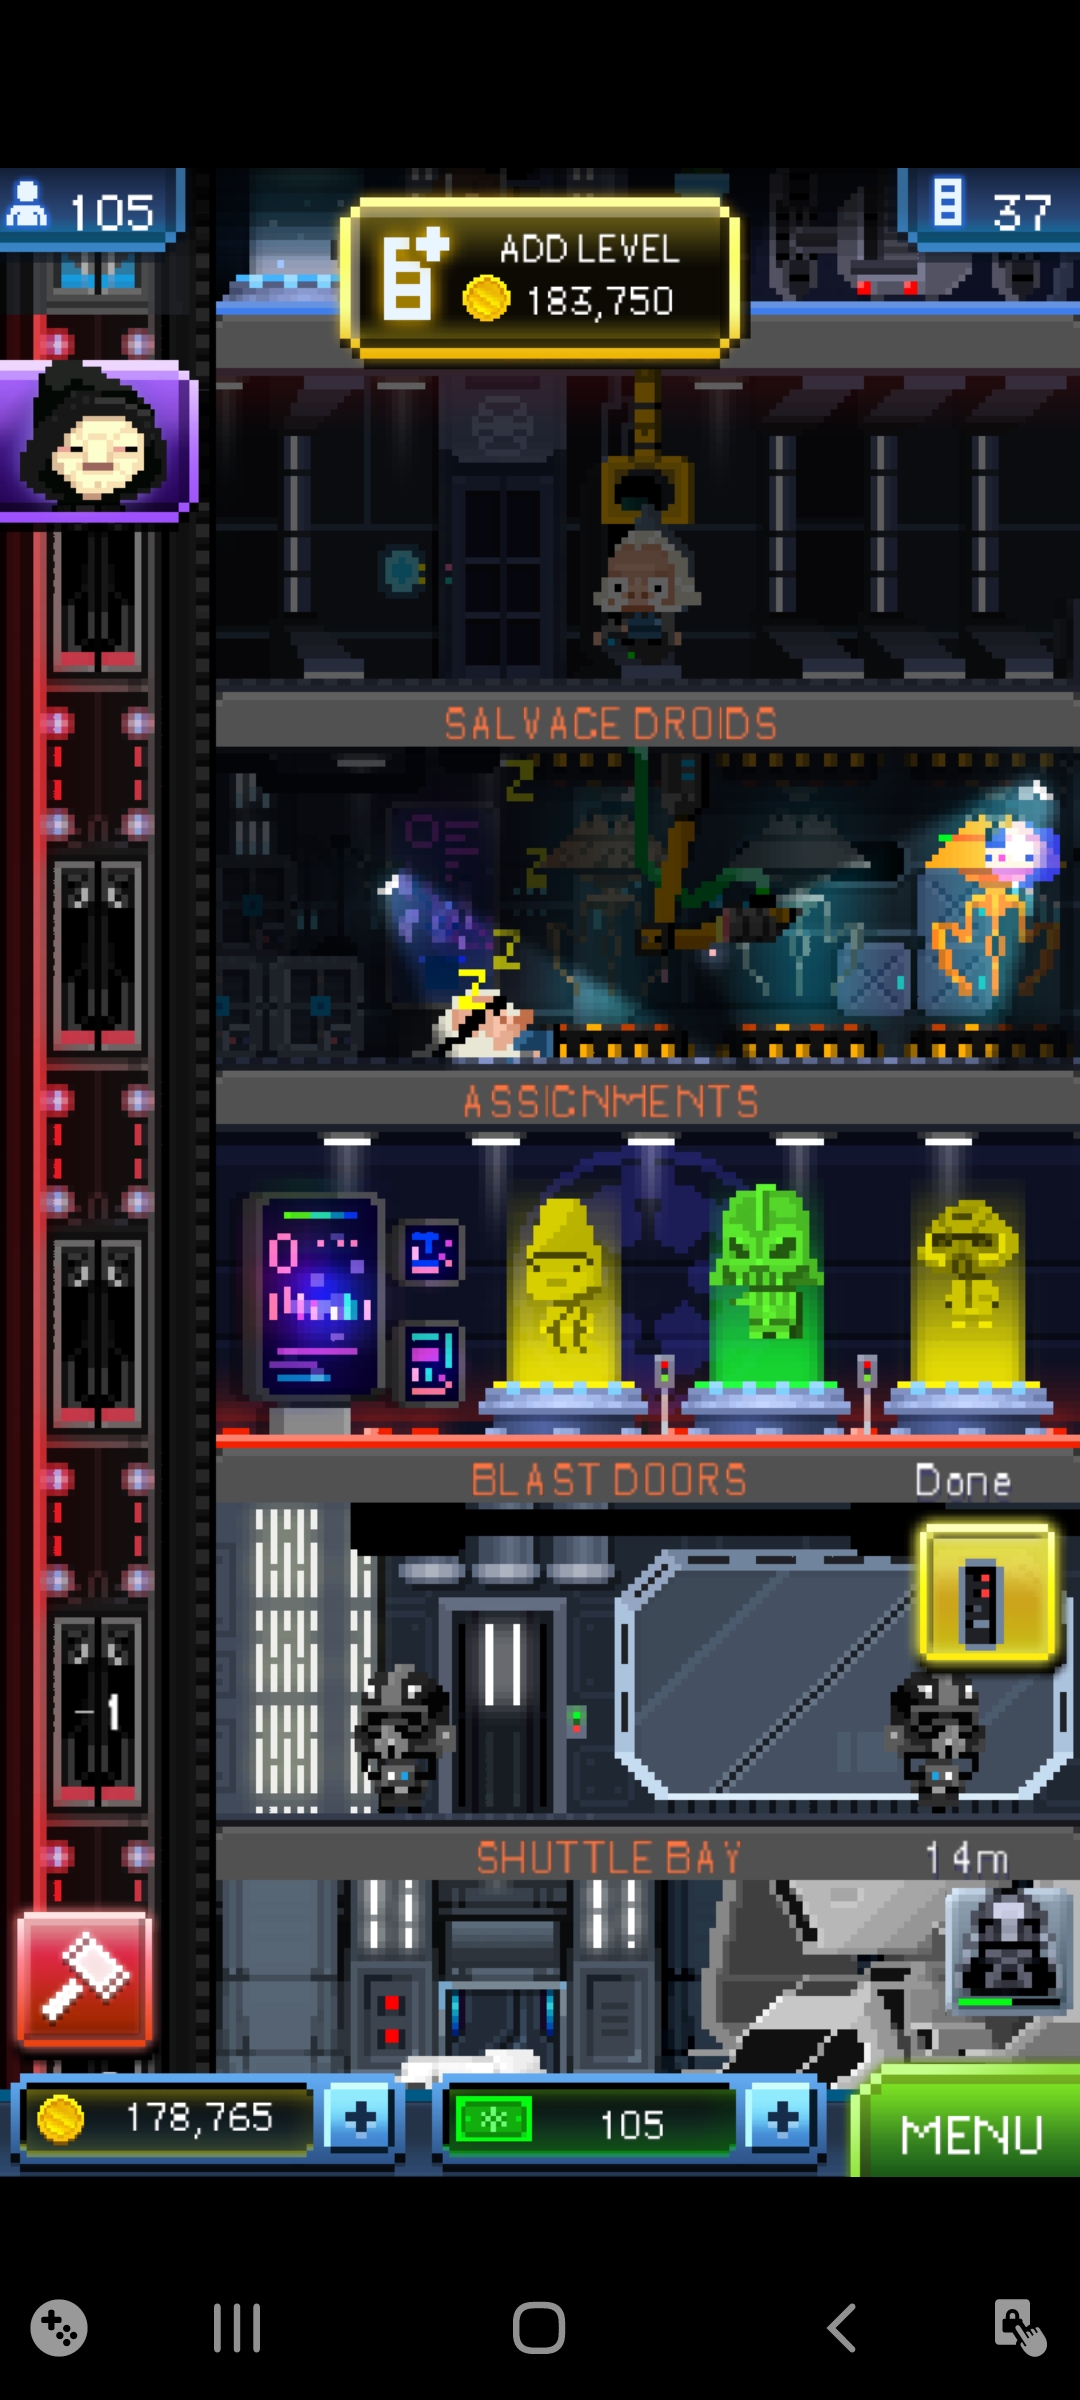 105
37
ADD LEVEL
183,750
SALVAGE DROIDS
Z
Z
Z
Z
ASSIGNMENTS
BLAST DOORS
Done
-1
SHUTTLE BAY
14m
178,765
105
MENU